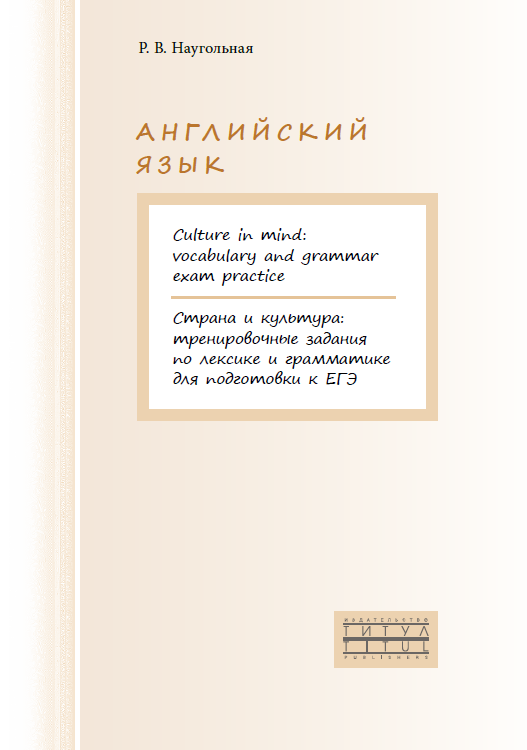 Р. В. Наугольная
АНГЛИЙСКИЙ
ЯЗЫК
Culture in mind:
vocabulary and grammar
exam practice
Страна и культура:
тренировочные задания
по лексике и грамматике
для подготовки к ЕГЭ
ИЗДАТЕЛЬСТВО
ТИТУЛ
TITUL
PUBLISHERS